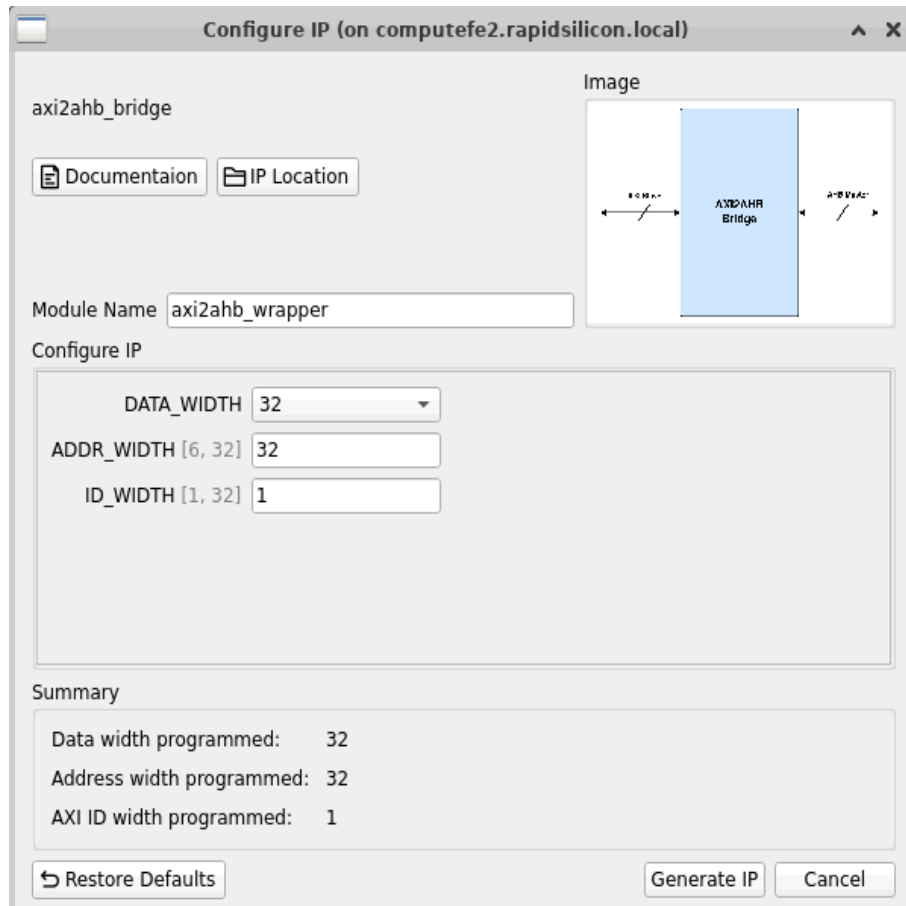 Configure IP (on computefe2.rapidsilicon.local)
Image
axi2ahb_bridge
Documentaion
IP Location
AXI2AHB
Bridge
Module Name axi2ahb_wrapper
Configure IP
DATA_WIDTH 32
ADDR_WIDTH [6, 32] 32
ID_WIDTH [1, 32] 1
Summary
Data width programmed: 32
Address width programmed: 32
AXI ID width programmed: 1
Restore Defaults
Generate IP
Cancel